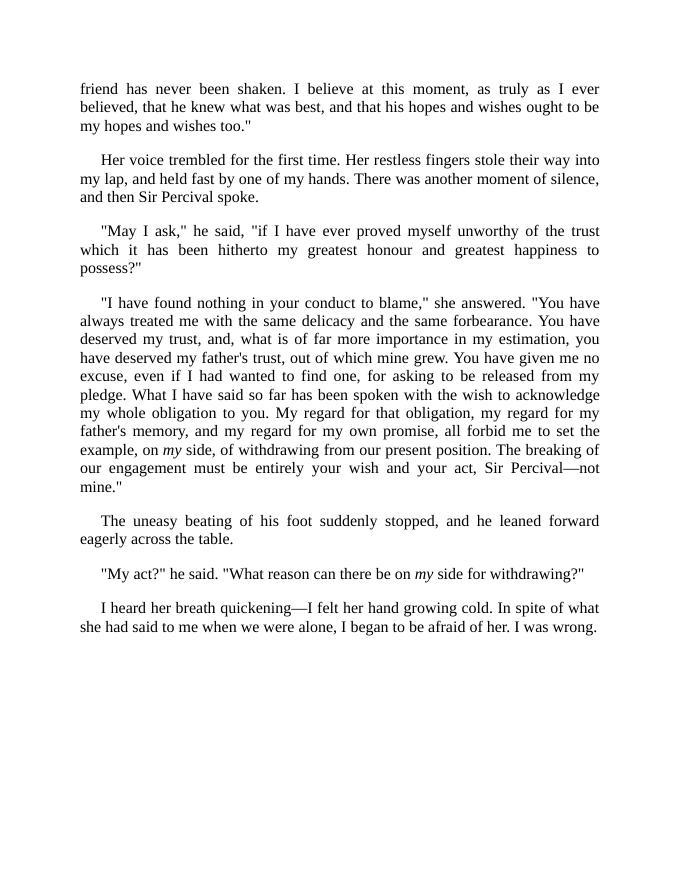 friend has never been shaken. I believe at this moment, as truly as I ever
believed, that he knew what was best, and that his hopes and wishes ought to be
my hopes and wishes too."
Her voice trembled for the first time. Her restless fingers stole their way into
my lap, and held fast by one of my hands. There was another moment of silence,
and then Sir Percival spoke.
"May I ask," he said, "if I have ever proved myself unworthy of the trust
which it has been hitherto my greatest honour and greatest happiness to
possess?"
"I have found nothing in your conduct to blame," she answered. "You have
always treated me with the same delicacy and the same forbearance. You have
deserved my trust, and, what is of far more importance in my estimation, you
have deserved my father's trust, out of which mine grew. You have given me no
excuse, even if I had wanted to find one, for asking to be released from my
pledge. What I have said so far has been spoken with the wish to acknowledge
my whole obligation to you. My regard for that obligation, my regard for my
father's memory, and my regard for my own promise, all forbid me to set the
example, on my side, of withdrawing from our present position. The breaking of
our engagement must be entirely your wish and your act, Sir Percival—not
mine."
The uneasy beating of his foot suddenly stopped, and he leaned forward
eagerly across the table.
"My act?" he said. "What reason can there be on my side for withdrawing?"
I heard her breath quickening—I felt her hand growing cold. In spite of what
she had said to me when we were alone, I began to be afraid of her. I was wrong.